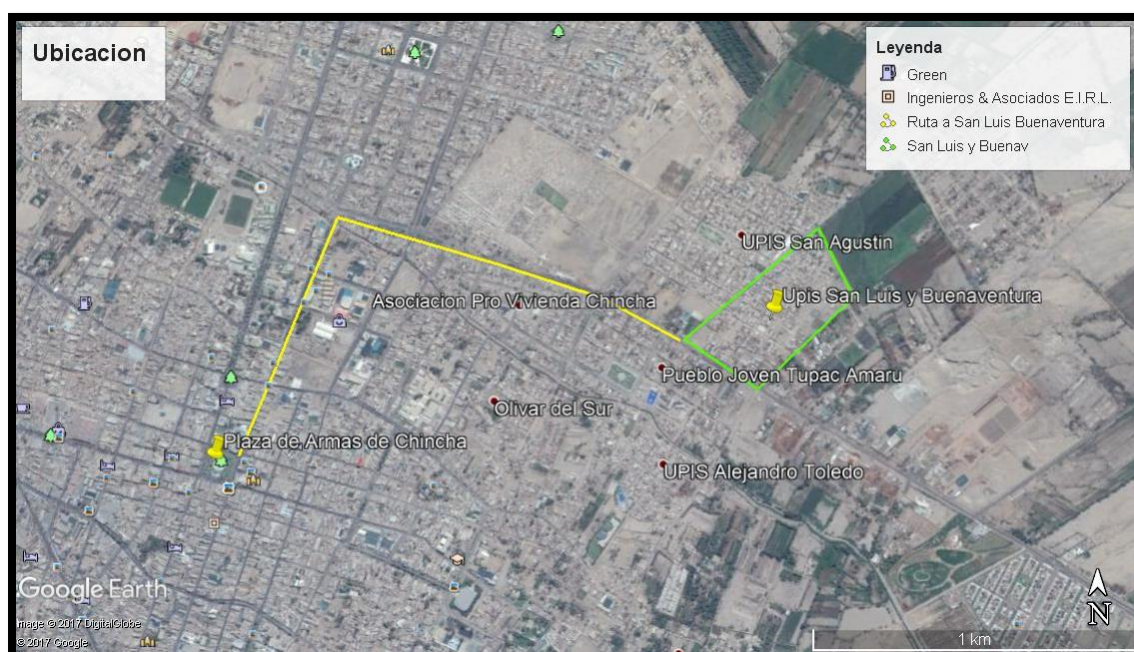 Ubicacion
Leyenda
Green
Ingenieros & Asociados E.I.R.L.
Ruta a San Luis Buenaventura
San Luis y Buenav
UPIS San Agustin
Asociacion Pro Vivienda Chincha
Upis San Luis y Buenaventura
Pueblo Joven Tupac Amaru
Olivar del Sur
Plaza de Armas de Chincha
UPIS Alejandro Toledo
Google Earth
Image © 2017 DigitalGlobe
© 2017 Google
N
1 km